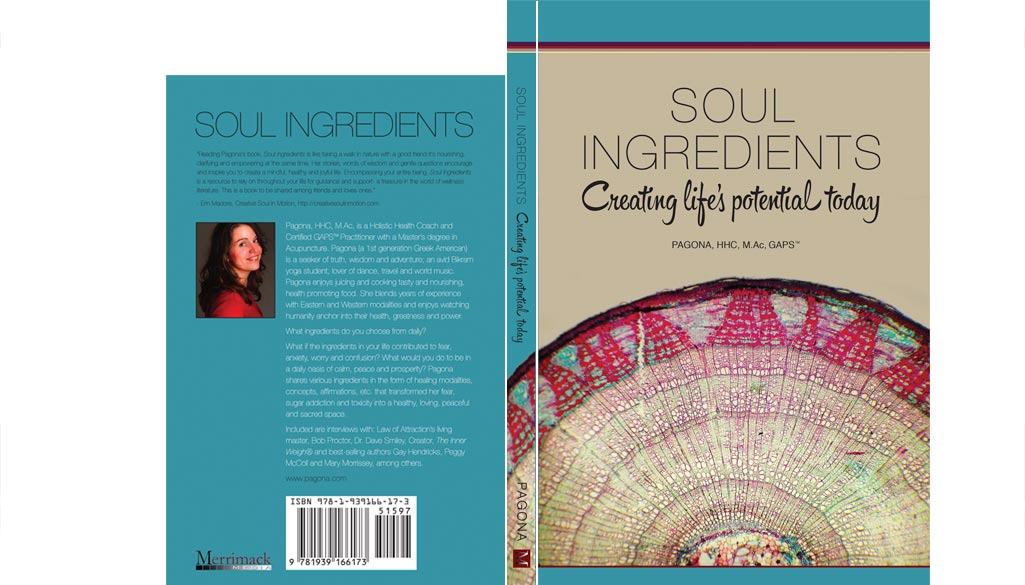 SOUL INGREDIENTS
"Reading Pagona's book, Soul Ingredients is like taking a walk in nature with a good friend-it's nourishing,
clarifying and empowering at the same time. Her stories, words of wisdom and gentle questions encourage
and inspire you to create a mindful, healthy and joyful life. Encompassing your entire being, Soul Ingredients
is a resource to rely on throughout your life for guidance and support- a treasure in the world of wellness
literature. This is a book to be shared among friends and loves ones."
- Erin Madore, Creative Soul in Motion, http://creativesoulinmotion.com
Pagona, HHC, M.Ac, is a Holistic Health Coach and
Certified GAPS™ Practitioner with a Master's degree in
Acupuncture. Pagona (a 1st generation Greek American)
is a seeker of truth, wisdom and adventure; an avid Bikram
yoga student; lover of dance, travel and world music.
Pagona enjoys juicing and cooking tasty and nourishing,
health promoting food. She blends years of experience
with Eastern and Western modalities and enjoys watching
humanity anchor into their health, greatness and power.
What ingredients do you choose from daily?
What if the ingredients in your life contributed to fear,
anxiety, worry and confusion? What would you do to be in
a daily oasis of calm, peace and prosperity? Pagona
shares various ingredients in the form of healing modalities,
concepts, affirmations, etc. that transformed her fear,
sugar addiction and toxicity into a healthy, loving, peaceful
and sacred space.
Included are interviews with: Law of Attraction's living
master, Bob Proctor, Dr. Dave Smiley, Creator, The Inner
Weigh® and best-selling authors Gay Hendricks, Peggy
McColl and Mary Morrissey, among others.
www.pagona.com
ISBN 978-1-939166-17-3
51597
9 781939 166173
Merrimack
MEDIA
SOUL INGREDIENTS Creating life's potential today
PAGONA
M
SOUL
INGREDIENTS
Creating life's potential today
PAGONA, HHC, M.Ac, GAPS™